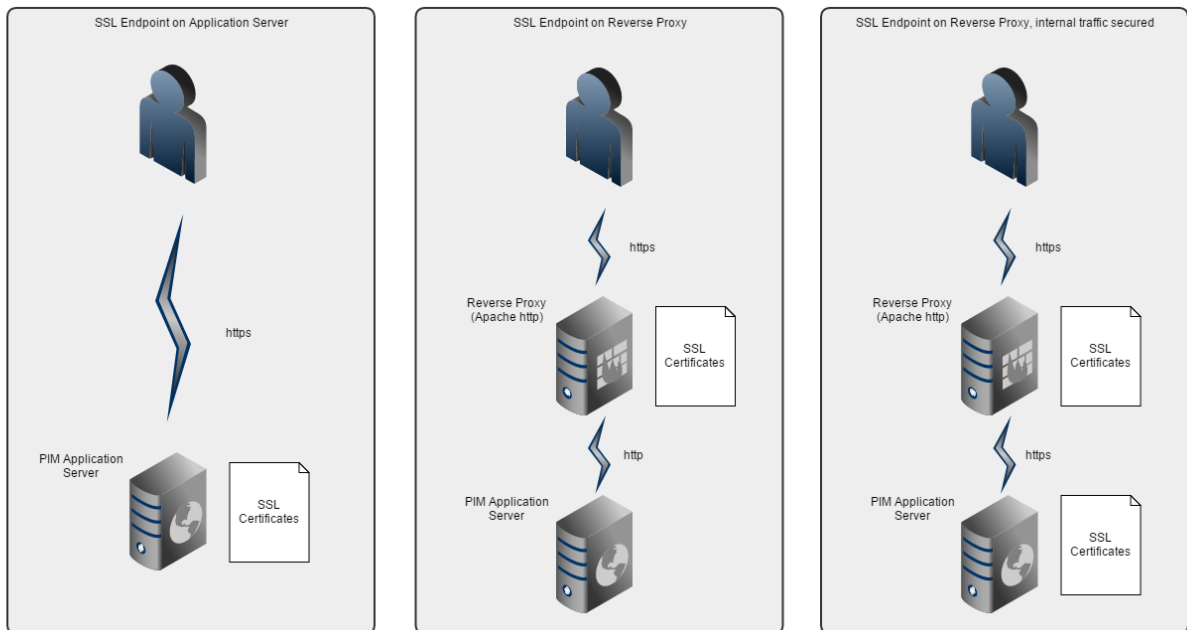 SSL Endpoint on Application Server
https
PIM Application
Server
SSL
Certificates
SSL Endpoint on Reverse Proxy
https
Reverse Proxy
(Apache http)
SSL
Certificates
http
PIM Application
Server
SSL Endpoint on Reverse Proxy, internal traffic secured
https
Reverse Proxy
(Apache http)
SSL
Certificates
https
PIM Application
Server
SSL
Certificates